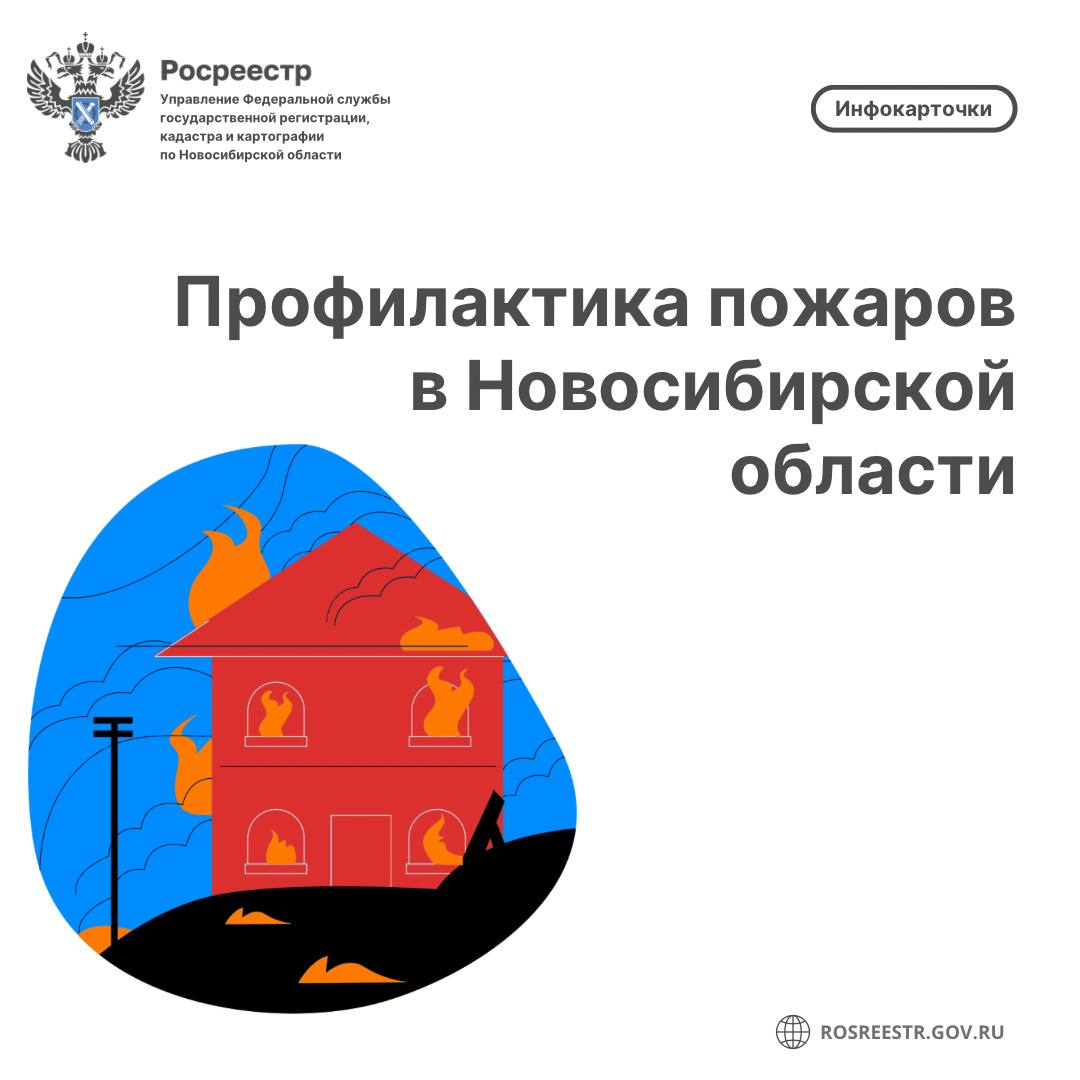 Росреестр
Управление Федеральной службы
государственной регистрации,
кадастра и картографии
по Новосибирской области
Инфокарточки
Профилактика пожаров
в Новосибирской
области
ROSREESTR.GOV.RU